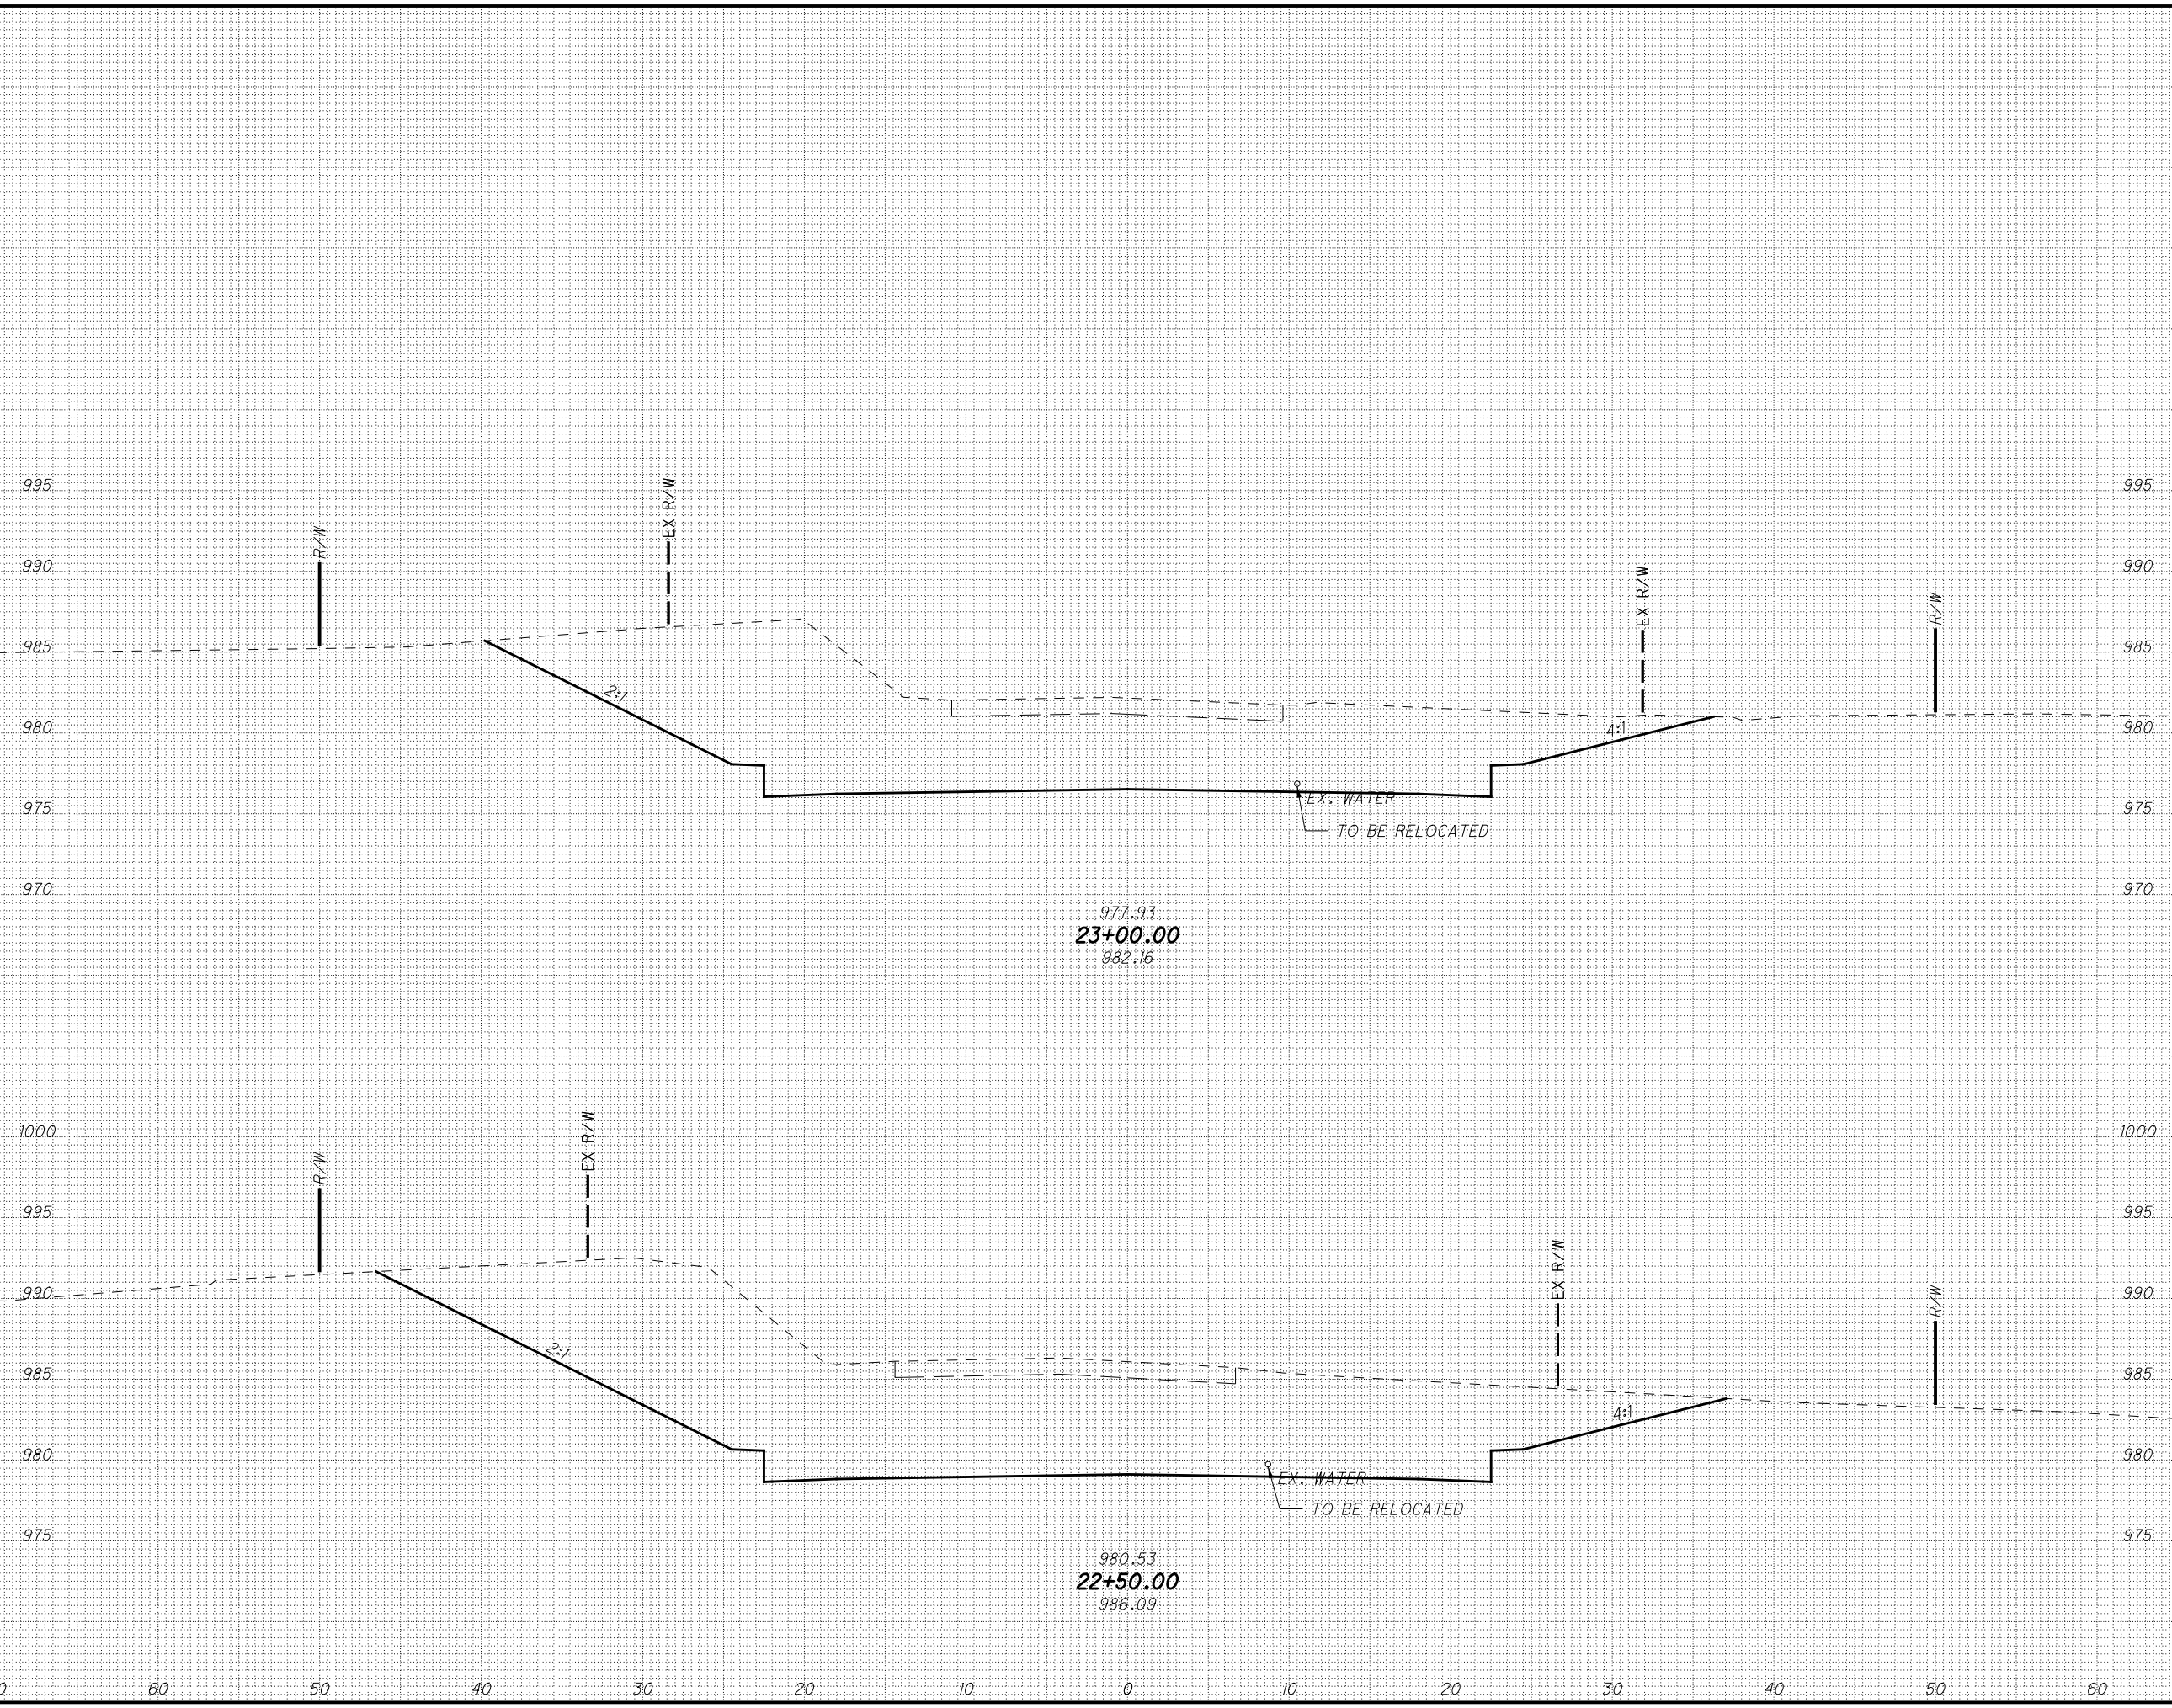 995 995
EX R/W
R/W
990 990
EX R/W
R/W
985 985
2:1
980 4:1 980
EX. WATER
975 975
TO BE RELOCATED
970 970
977.93
23+00.00
982.16
1000 1000
EX R/W
R/W
995 995
EX R/W
990 990
R/W
2:1
985 985
4:1
980 980
EX. WATER
TO BE RELOCATED
975 975
980.53
22+50.00
986.09
0 60 50 40 30 20 10 0 10 20 30 40 50 60